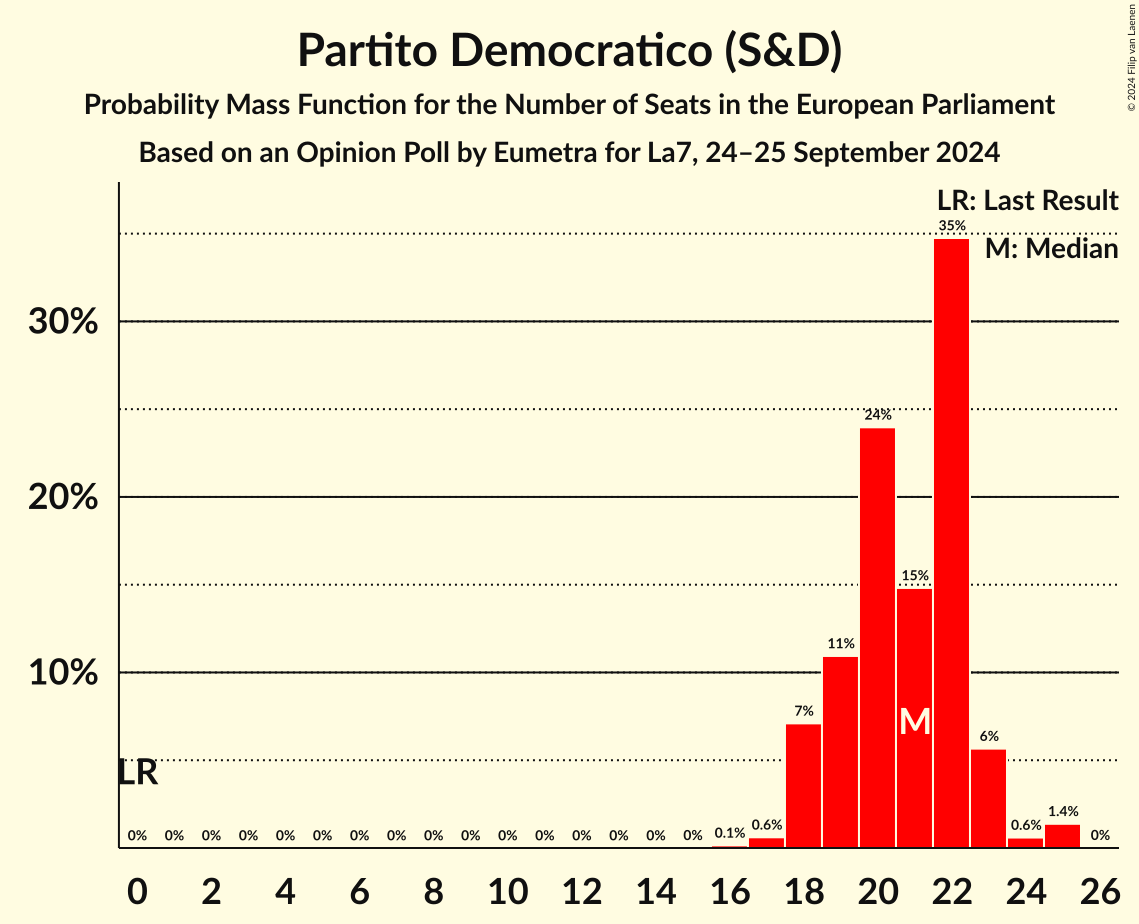 Partito Democratico (S&D)
Probability Mass Function for the Number of Seats in the European Parliament
Based on an Opinion Poll by Eumetra for La7, 24–25 September 2024
© 2024 Filip van Laenen
LR: Last Result
M: Median
30%
20%
10%
35%
24%
15%
11%
7%
6%
M
LR
0% 0% 0% 0% 0% 0% 0% 0% 0% 0% 0% 0% 0% 0% 0% 0% 0.1% 0.6% 0.6% 1.4% 0%
0 2 4 6 8 10 12 14 16 18 20 22 24 26